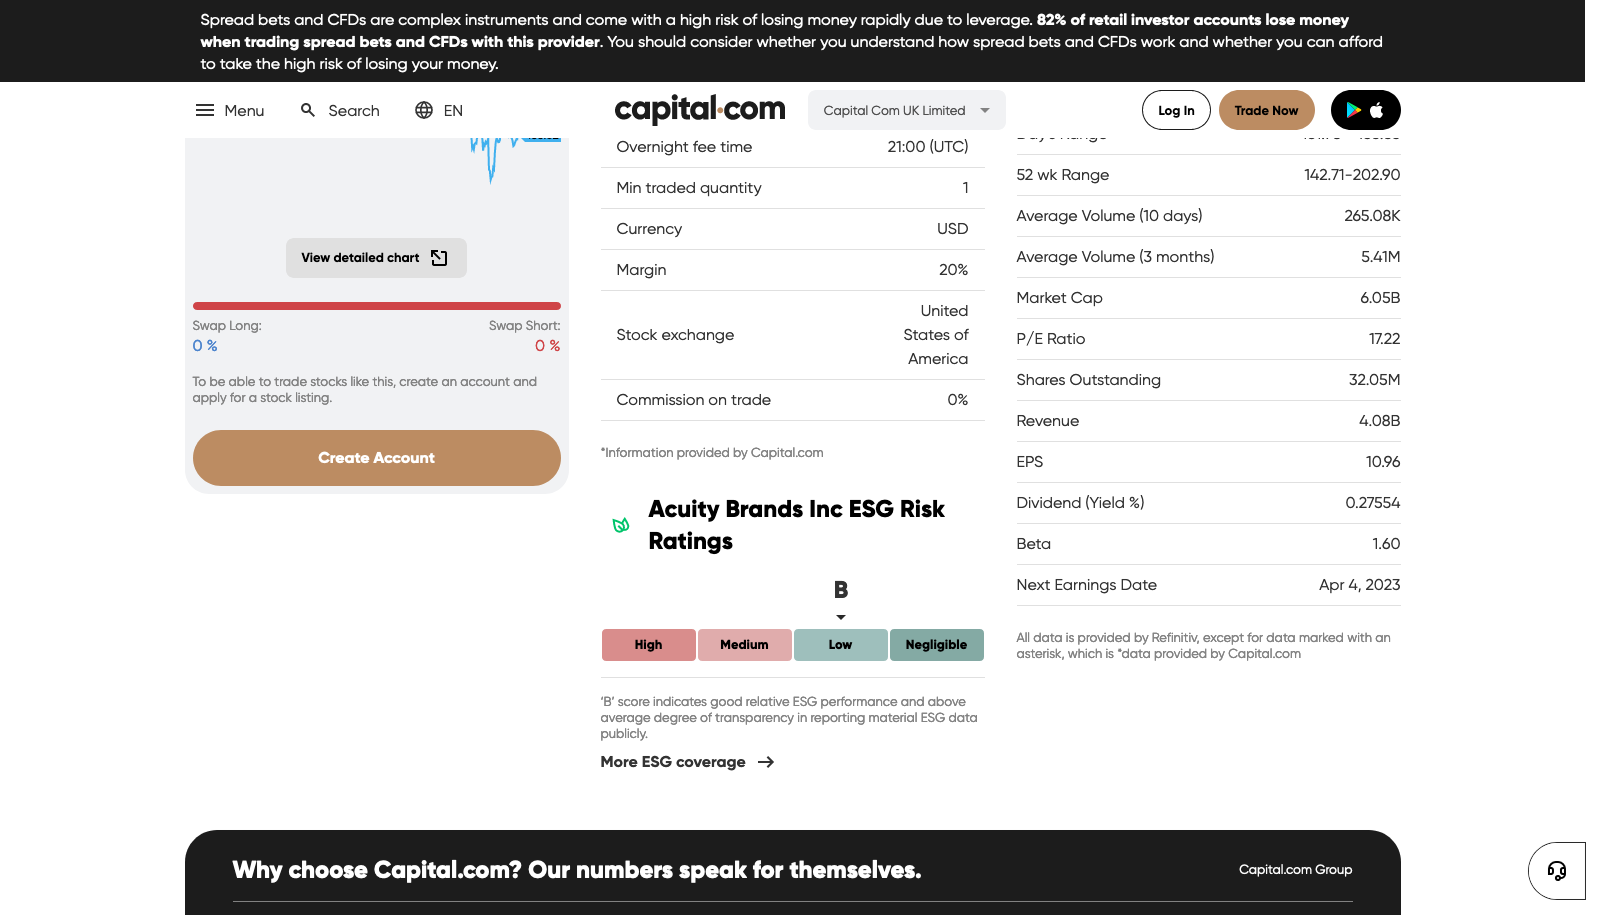 Spread bets and CFDs are complex instruments and come with a high risk of losing money rapidly due to leverage. 82% of retail investor accounts lose money
when trading spread bets and CFDs with this provider. You should consider whether you understand how spread bets and CFDs work and whether you can afford
to take the high risk of losing your money.
Menu
Search
EN
capital.com
Capital Com UK Limited
Log In
Trade Now
View detailed chart
Swap Long:
Swap Short:
0 %
0 %
To be able to trade stocks like this, create an account and
apply for a stock listing.
Create Account
Overnight fee time 21:00 (UTC)
Min traded quantity 1
Currency USD
Margin 20%
Stock exchange
United
States of
America
Commission on trade 0%
*Information provided by Capital.com
Acuity Brands Inc ESG Risk
Ratings
B
High Medium Low Negligible
'B' score indicates good relative ESG performance and above
average degree of transparency in reporting material ESG data
publicly.
More ESG coverage
52 wk Range 142.71-202.90
Average Volume (10 days) 265.08K
Average Volume (3 months) 5.41M
Market Cap 6.05B
P/E Ratio 17.22
Shares Outstanding 32.05M
Revenue 4.08B
EPS 10.96
Dividend (Yield %) 0.27554
Beta 1.60
Next Earnings Date Apr 4, 2023
All data is provided by Refinitiv, except for data marked with an
asterisk, which is *data provided by Capital.com
Why choose Capital.com? Our numbers speak for themselves.
Capital.com Group